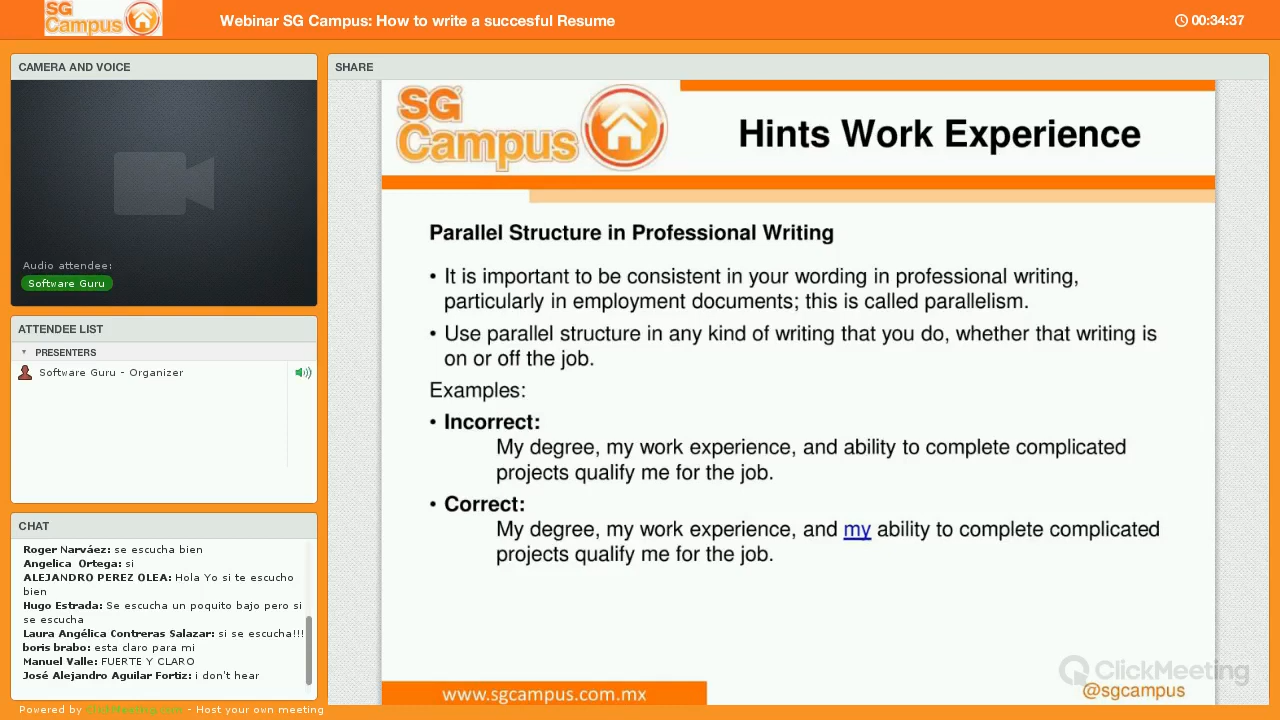 SG
Campus
Webinar SG Campus: How to write a succesful Resume
00:34:37
CAMERA AND VOICE
Audio attendee:
Software Guru
ATTENDEE LIST
PRESENTERS
Software Guru - Organizer
CHAT
Roger Narváez: se escucha bien
Angelica Ortega: si
ALEJANDRO PEREZ OLEA: Hola Yo si te escucho
bien
Hugo Estrada: Se escucha un poquito bajo pero si
se escucha
Laura Angélica Contreras Salazar: si se escucha!!!
boris brabo: esta claro para mi
Manuel Valle: FUERTE Y CLARO
José Alejandro Aguilar Fortiz: i don't hear
Powered by ClickMeeting.com - Host your own meeting
SHARE
SG
Campus
Hints Work Experience
Parallel Structure in Professional Writing
• It is important to be consistent in your wording in professional writing,
particularly in employment documents; this is called parallelism.
• Use parallel structure in any kind of writing that you do, whether that writing is
on or off the job.
Examples:
• Incorrect:
My degree, my work experience, and ability to complete complicated
projects qualify me for the job.
• Correct:
My degree, my work experience, and my ability to complete complicated
projects qualify me for the job.
www.sgcampus.com.mx
ClickMeeting
@sgcampus